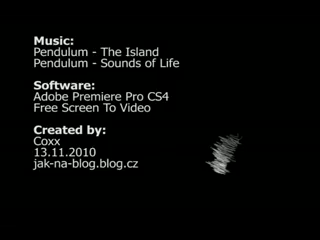 Music:
Pendulum - The Island
Pendulum - Sounds of Life
Software:
Adobe Premiere Pro CS4
Free Screen To Video
Created by:
Coxx
13.11.2010
jak-na-blog.blog.cz